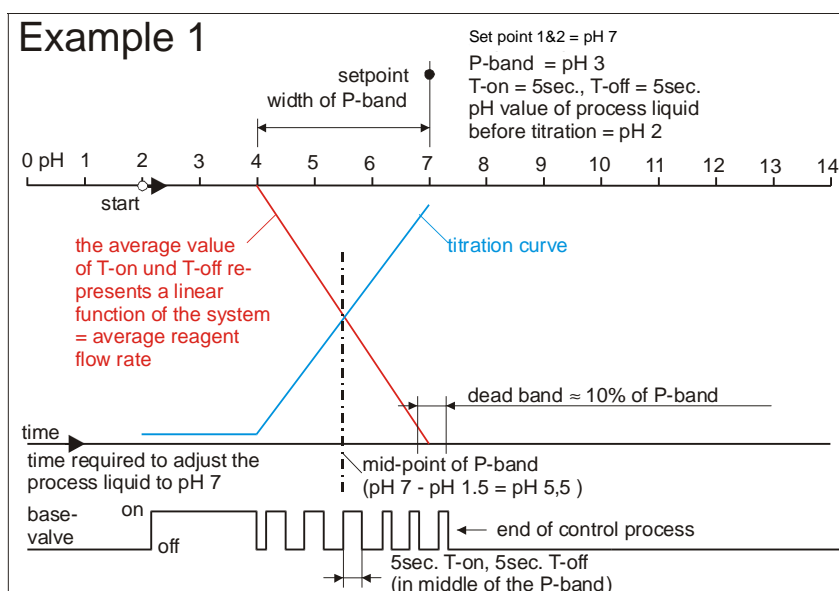 Example 1
Set point 1&2 = pH 7
P-band = pH 3
T-on = 5sec., T-off = 5sec.
pH value of process liquid
before titration = pH 2
setpoint
width of P-band
0 pH 1 2 3 4 5 6 7 8 9 10 11 12 13 14
start
the average value
of T-on und T-off re-
presents a linear
function of the system
= average reagent
flow rate
titration curve
dead band ≈ 10% of P-band
time
time required to adjust the
process liquid to pH 7
mid-point of P-band
(pH 7 - pH 1.5 = pH 5,5 )
base-
valve
on
off
end of control process
5sec. T-on, 5sec. T-off
(in middle of the P-band)